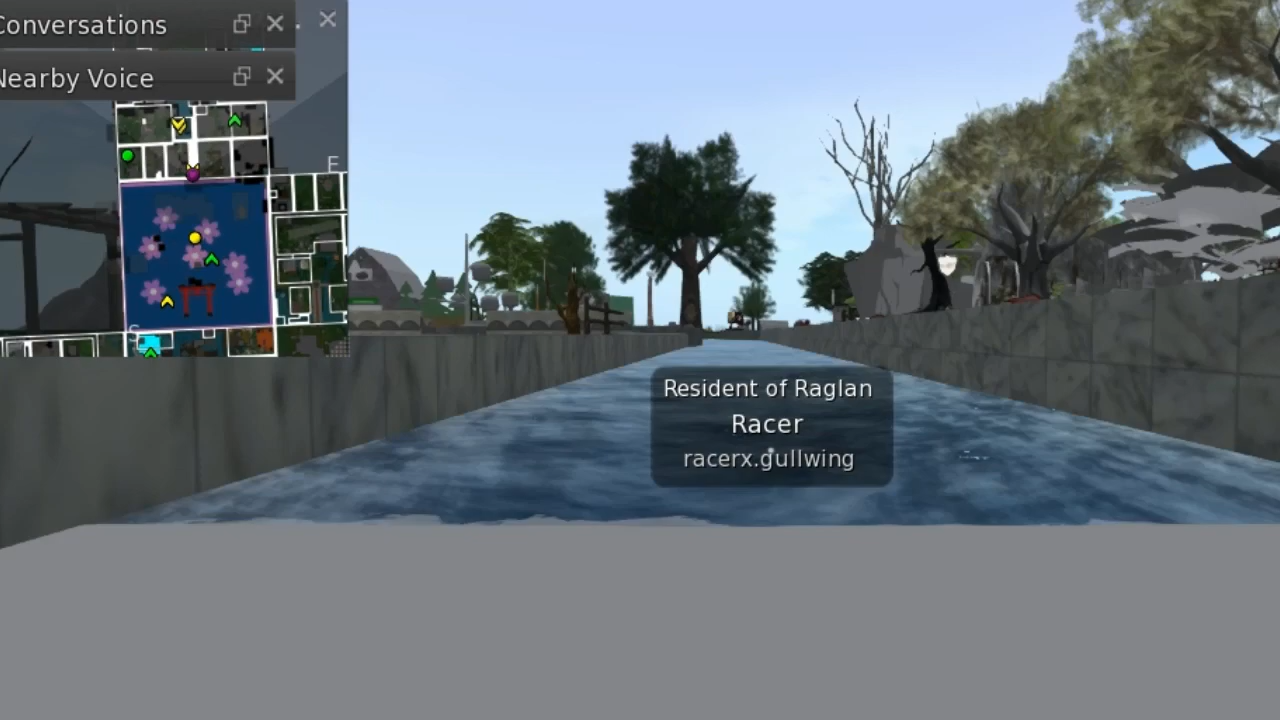 Conversations
Nearby Voice
E
Resident of Raglan
Racer
racerx.gullwing